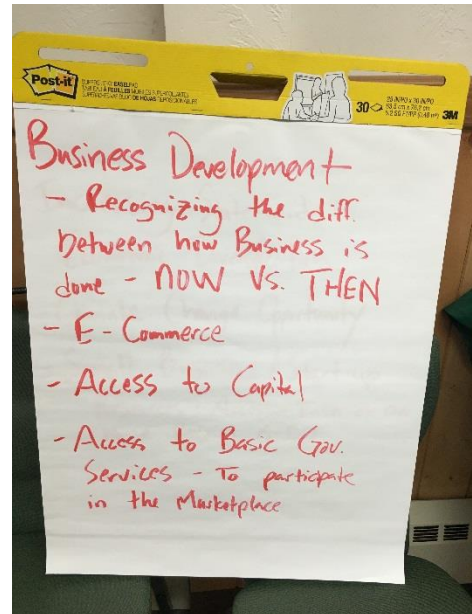 Post-it
30
3M
Business Development
- Recognizing the diff.
between how Business is
done - NOW VS. THEN
- E-Commerce
- Access to Capital
- Access to Basic Gov.
Services - To participate
in the Marketplace